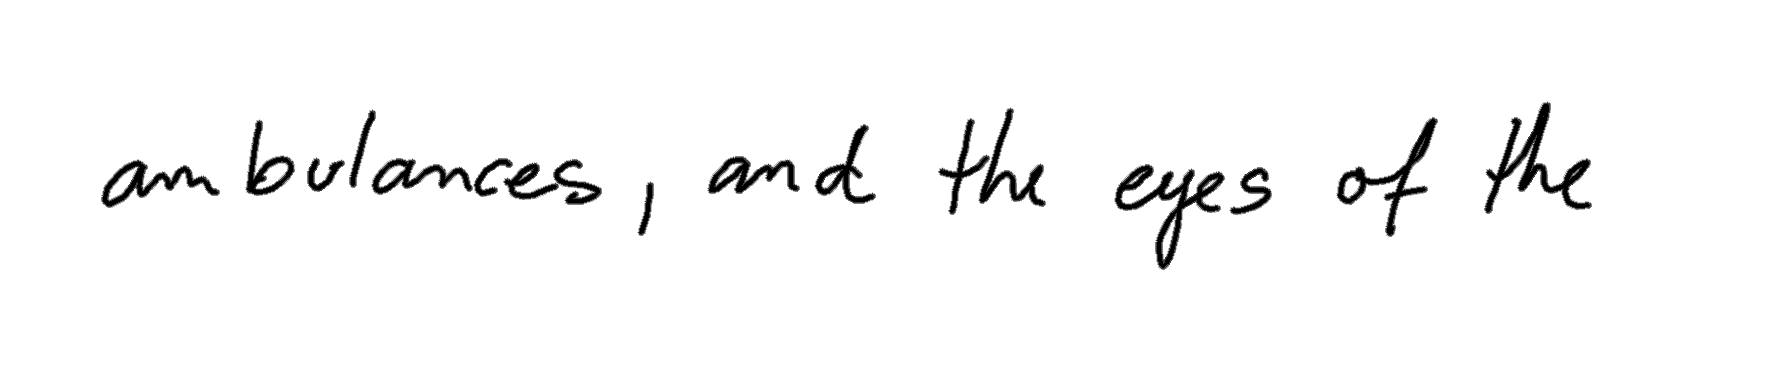 ambulances, and the eyes of the